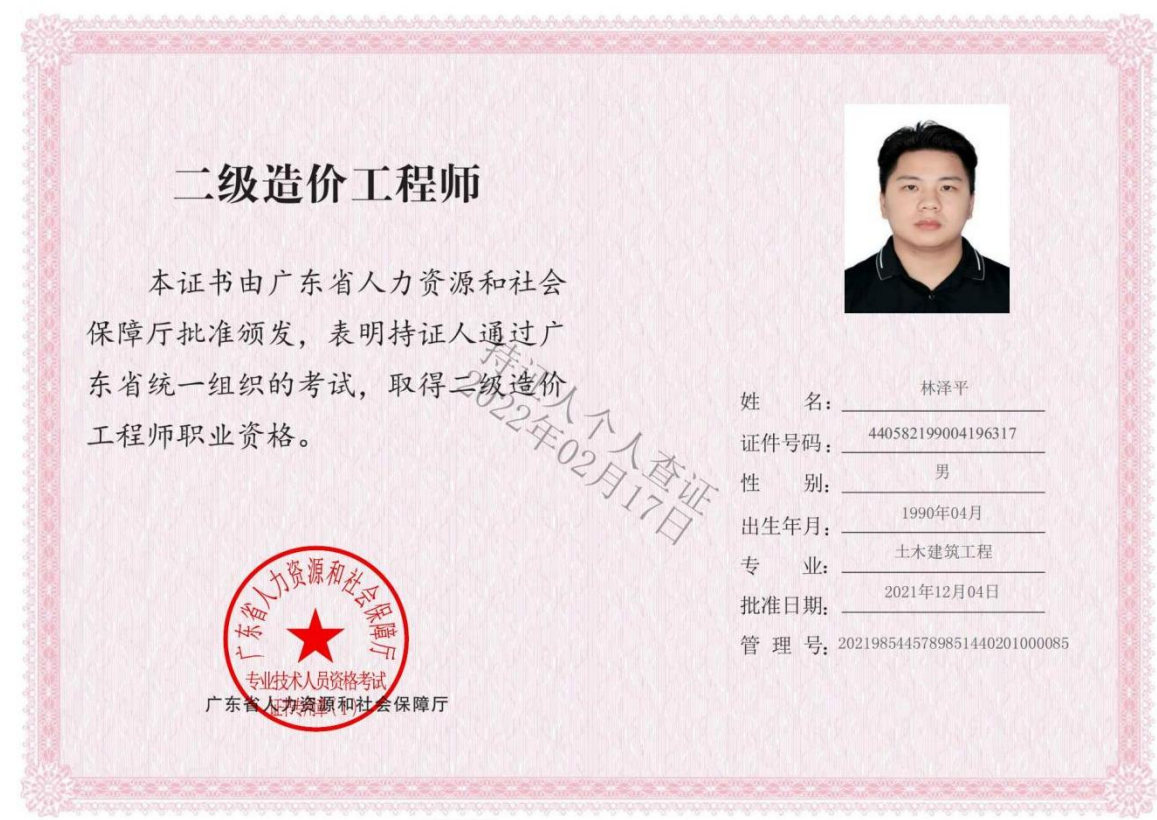 二级造价工程师
本证书由广东省人力资源和社会
保障厅批准颁发，表明持证人通过广
东省统一组织的考试，取得二级造价
工程师职业资格。
持证人个人查证
2022年02月17日
广东省人力资源和社会保障厅
专业技术人员资格考试
证书专用章（1）
广东省人力资源和社会保障厅
姓 名：林泽平
证件号码：440582199004196317
性 别：男
出生年月：1990年04月
专 业：土木建筑工程
批准日期：2021年12月04日
管 理 号：20219854457898514402010​00085